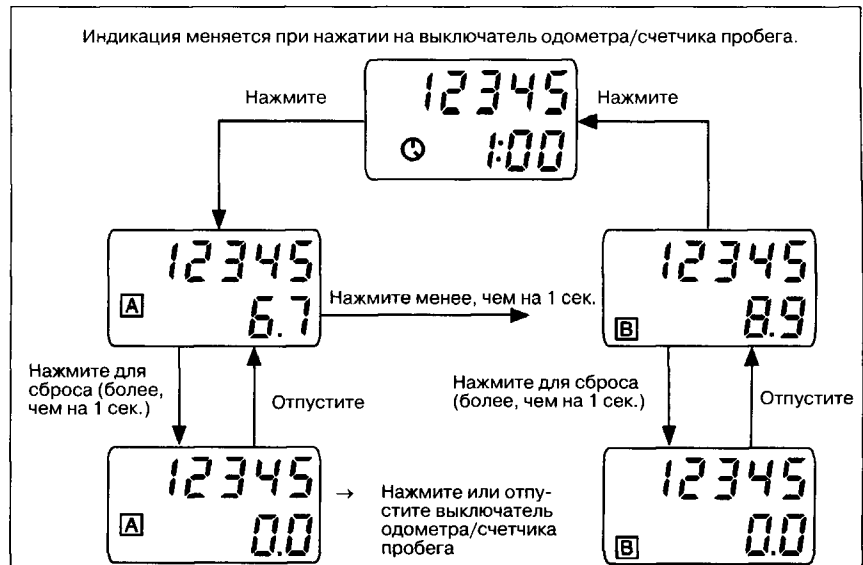 Индикация меняется при нажатии на выключатель одометра/счетчика пробега.
12345
1:00
Нажмите
Нажмите
12345
A
6.7
Нажмите менее, чем на 1 сек.
12345
B
8.9
Нажмите для
сброса (более,
чем на 1 сек.)
Отпустите
Нажмите для сброса
(более, чем на 1 сек.)
Отпустите
12345
A
0.0
→ Нажмите или отпу-
стите выключатель
одометра/счетчика
пробега
12345
B
0.0